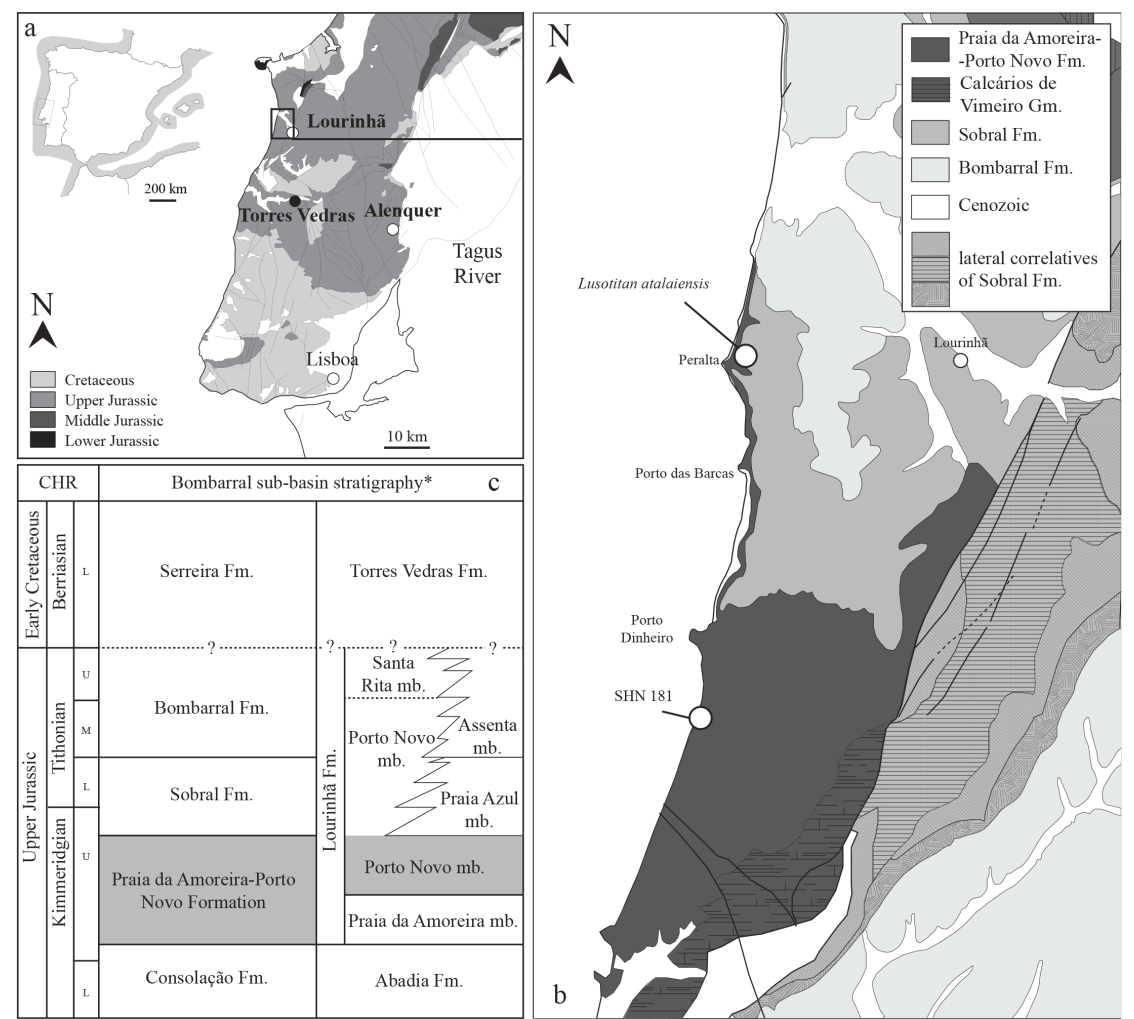 a
200 km
Lourinhã
Torres Vedras
Alenquer
Tagus
River
N
Lisboa
Cretaceous
Upper Jurassic
Middle Jurassic
Lower Jurassic
10 km
CHR
Bombarral sub-basin stratigraphy*
c
Early Cretaceous
Berriasian
L
Serreira Fm.
Torres Vedras Fm.
? ? ? ?
Upper Jurassic
Tithonian
U
M
L
Bombarral Fm.
Sobral Fm.
Lourinhã Fm.
Santa
Rita mb.
Porto Novo
mb.
Assenta
mb.
Praia Azul
mb.
Kimmeridgian
U
L
Praia da Amoreira-Porto
Novo Formation
Porto Novo mb.
Praia da Amoreira mb.
Consolação Fm.
Abadia Fm.
N
Praia da Amoreira-
-Porto Novo Fm.
Calcários de
Vimeiro Gm.
Sobral Fm.
Bombarral Fm.
Cenozoic
lateral correlatives
of Sobral Fm.
Lusotitan atalaiensis
Peralta
Lourinhã
Porto das Barcas
Porto
Dinheiro
SHN 181
b